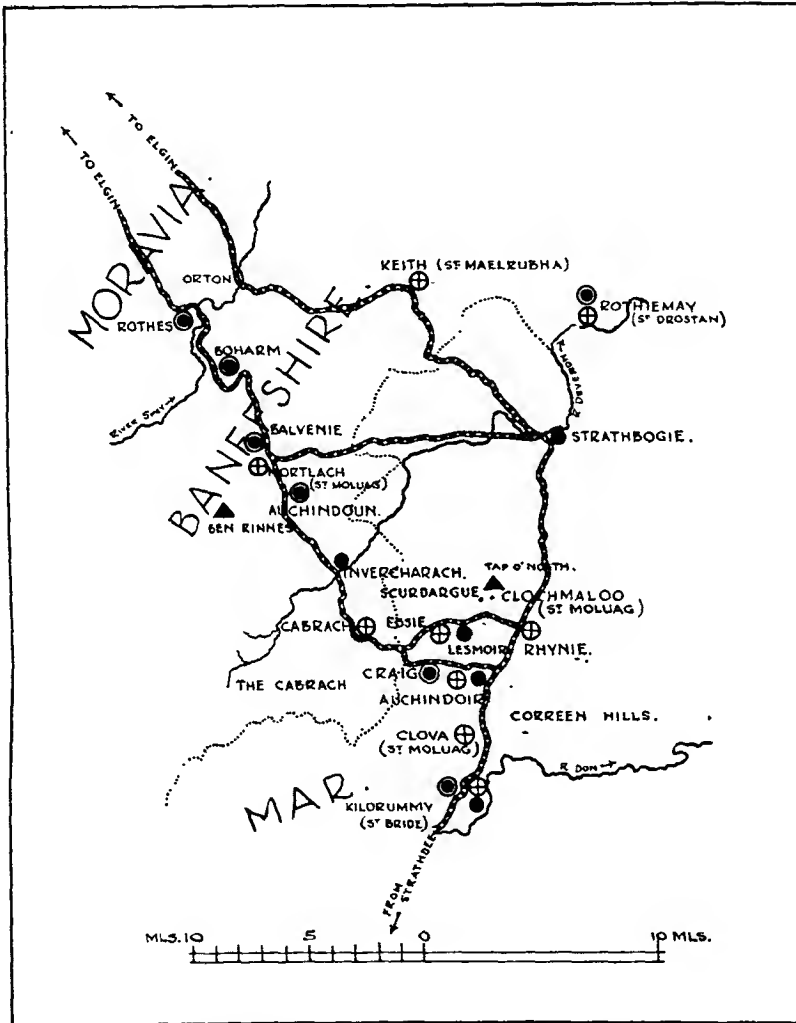 TO ELGIN
TO ELGIN
MORAVIA.
ORTON
KEITH (ST MAELRUBHA)
ROTHIEMAY
(ST DROSTAN)
R. DOVERON
ROTHES
BOHARM
BANFFSHIRE.
RIVER SPEY→
BALVENIE
STRATHBOGIE.
MORTLACH
(ST MOLUAG)
AUCHINDOUN.
BEN RINNES
INVERCHARACH.
TAP O' NORTH.
SCURDARGUE
CLOCHMALOO
(ST MOLUAG)
CABRACH
ESSIE
LESMOIR
RHYNIE.
THE CABRACH
CRAIG
AUCHINDOIR
CORREEN HILLS.
CLOVA
(ST MOLUAG)
R. DON→
MAR.
KILDRUMMY
(ST BRIDE)
FROM
STRATHDEE
MLS. 10 5 0 10 MLS.